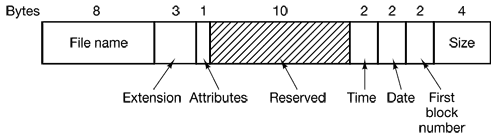 Bytes 8 3 1 10 2 2 2 4
File name Size
Extension Attributes Reserved Time Date First
block
number